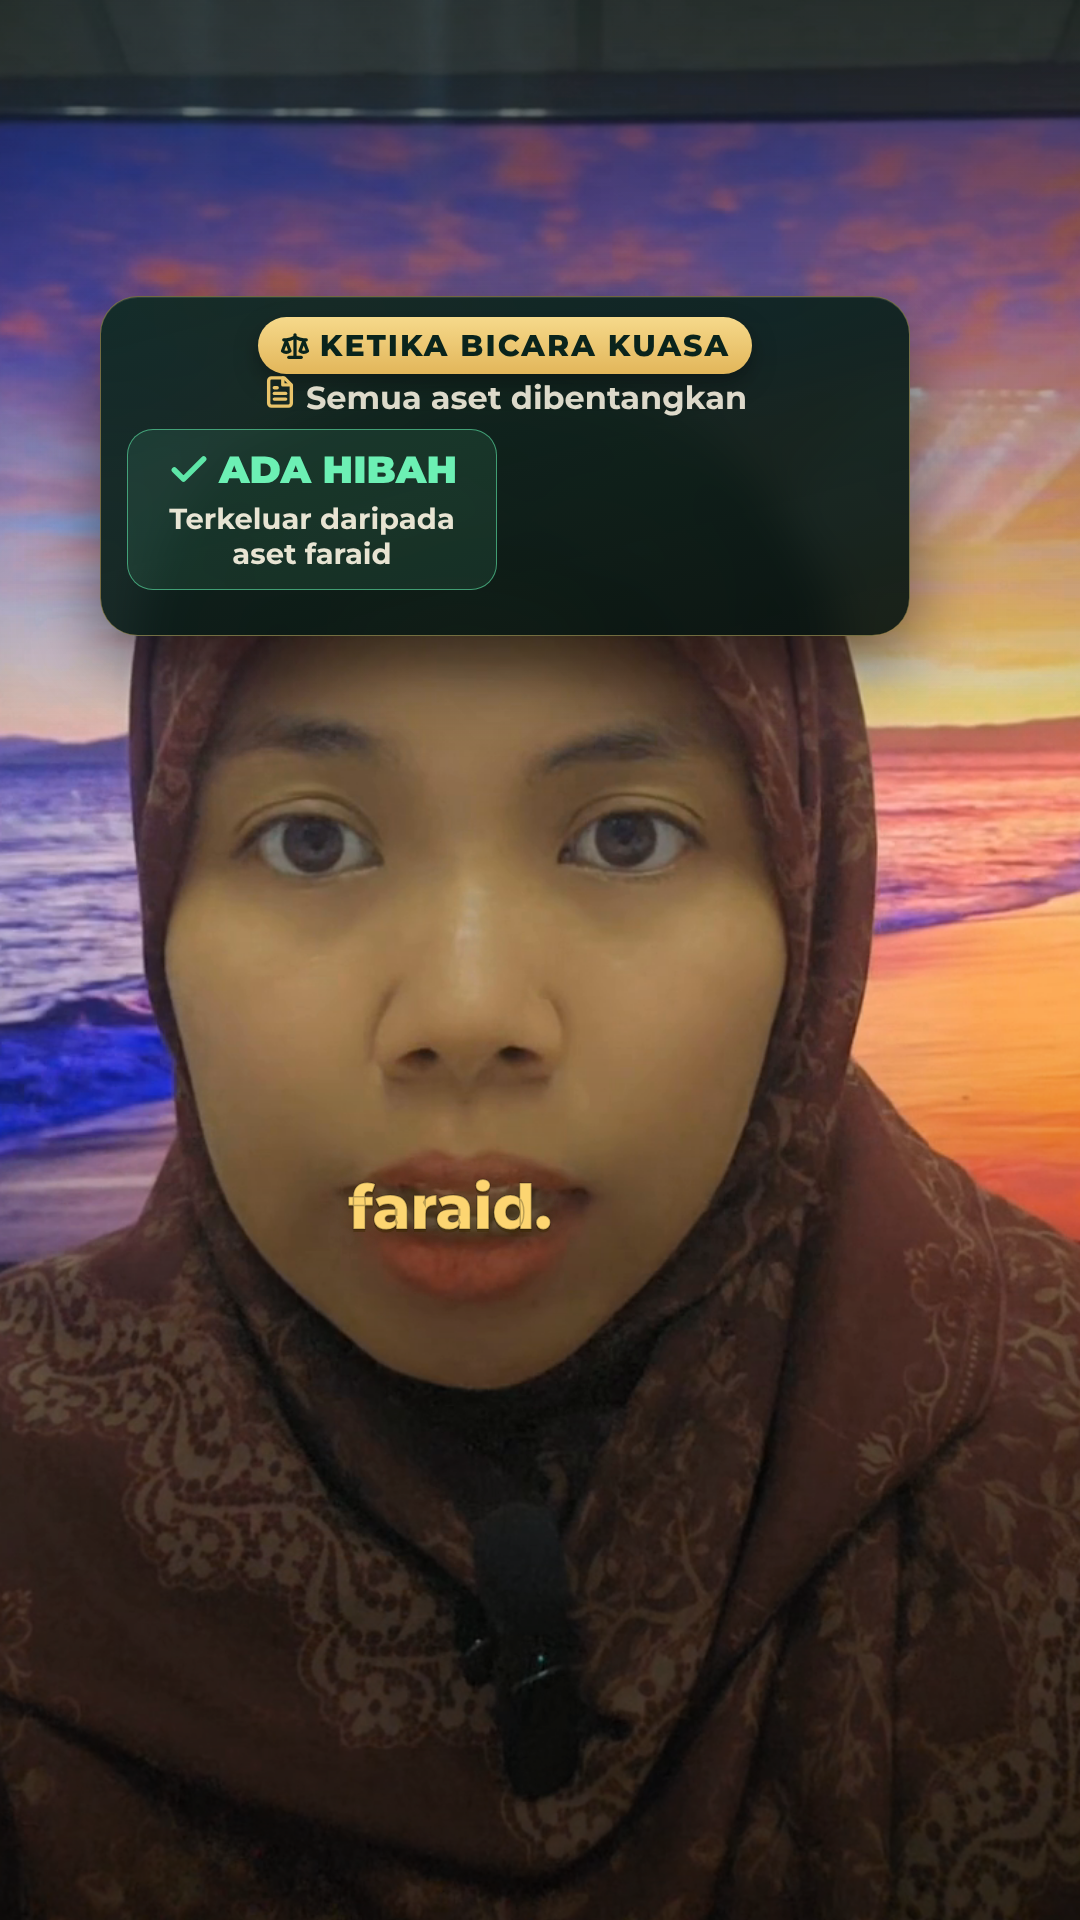 KETIKA BICARA KUASA
Semua aset dibentangkan
ADA HIBAH
Terkeluar daripada
aset faraid
faraid.